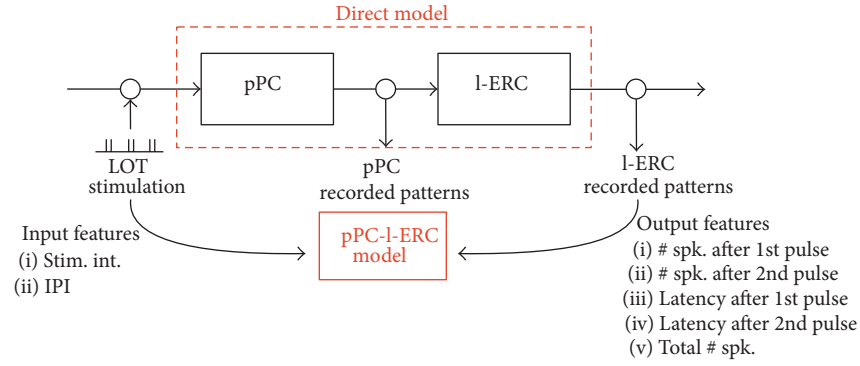 Direct model
pPC
l-ERC
LOT
stimulation
pPC
recorded patterns
l-ERC
recorded patterns
Input features
(i) Stim. int.
(ii) IPI
pPC-l-ERC
model
Output features
(i) # spk. after 1st pulse
(ii) # spk. after 2nd pulse
(iii) Latency after 1st pulse
(iv) Latency after 2nd pulse
(v) Total # spk.